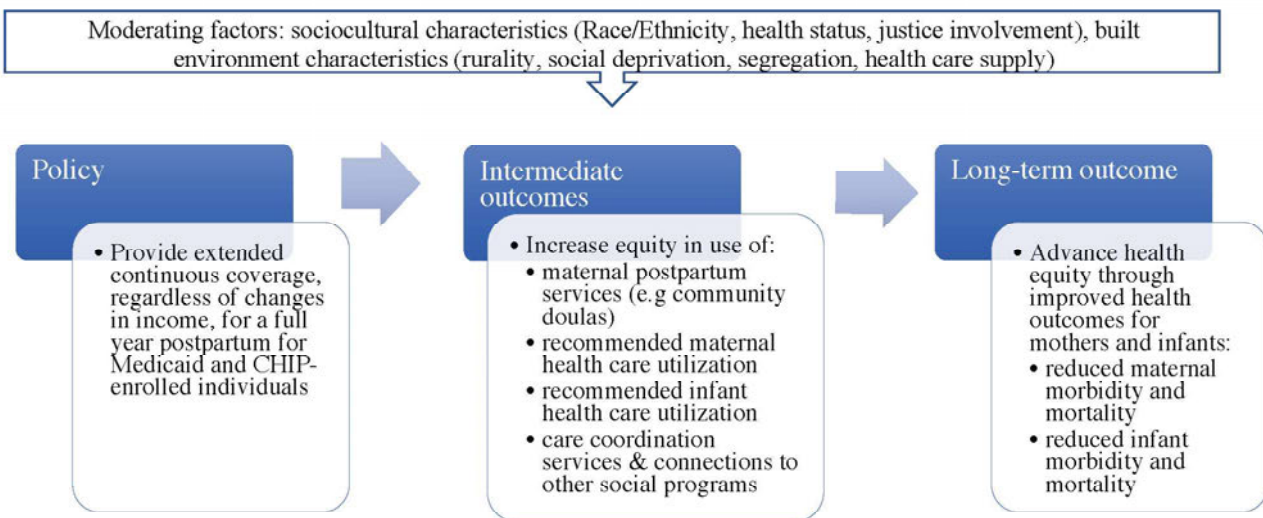 Moderating factors: sociocultural characteristics (Race/Ethnicity, health status, justice involvement), built
environment characteristics (rurality, social deprivation, segregation, health care supply)
Policy
• Provide extended
continuous coverage,
regardless of changes
in income, for a full
year postpartum for
Medicaid and CHIP-
enrolled individuals
Intermediate
outcomes
• Increase equity in use of:
• maternal postpartum
services (e.g community
doulas)
• recommended maternal
health care utilization
• recommended infant
health care utilization
• care coordination
services & connections to
other social programs
Long-term outcome
• Advance health
equity through
improved health
outcomes for
mothers and infants:
• reduced maternal
morbidity and
mortality
• reduced infant
morbidity and
mortality